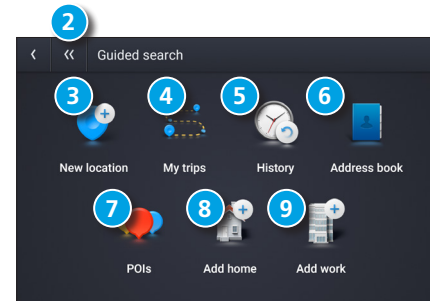 2
Guided search
3 4 5 6
New location My trips History Address book
7 8 9
POIs Add home Add work